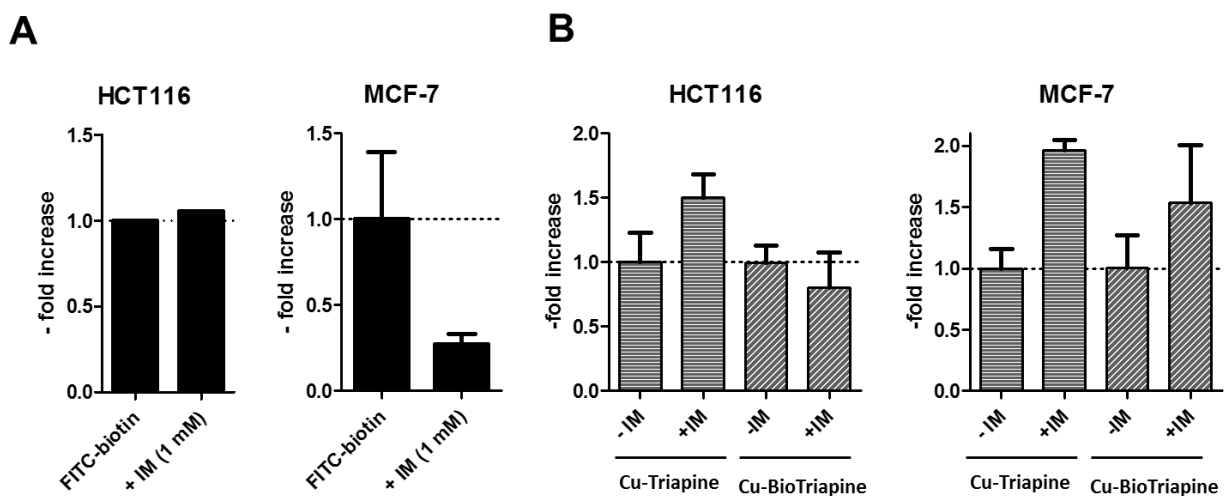 A
B
HCT116
MCF-7
HCT116
MCF-7
- fold increase
1.5
1.0
0.5
0.0
FITC-biotin
+ IM (1 mM)
- fold increase
1.5
1.0
0.5
0.0
FITC-biotin
+ IM (1 mM)
-fold increase
2.0
1.5
1.0
0.5
0.0
- IM
+IM
-IM
+IM
Cu-Triapine
Cu-BioTriapine
-fold increase
2.0
1.5
1.0
0.5
0.0
- IM
+IM
-IM
+IM
Cu-Triapine
Cu-BioTriapine